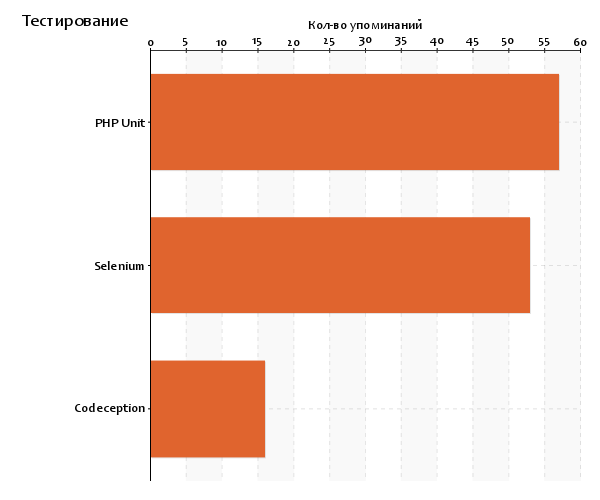 Тестирование
Кол-во упоминаний
0 5 10 15 20 25 30 35 40 45 50 55 60
PHP Unit
Selenium
Codeception